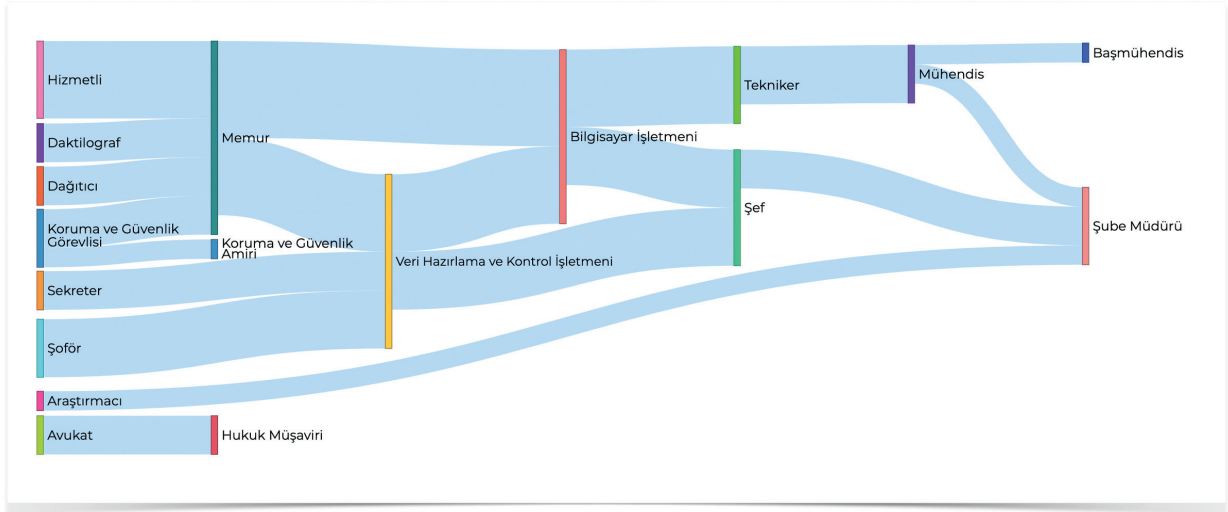 Hizmetli
Daktilograf
Dağıtıcı
Koruma ve Güvenlik
Görevlisi
Sekreter
Şoför
Araştırmacı
Avukat
Memur
Koruma ve Güvenlik
Amiri
Hukuk Müşaviri
Veri Hazırlama ve Kontrol İşletmeni
Bilgisayar İşletmeni
Tekniker
Şef
Mühendis
Başmühendis
Şube Müdürü